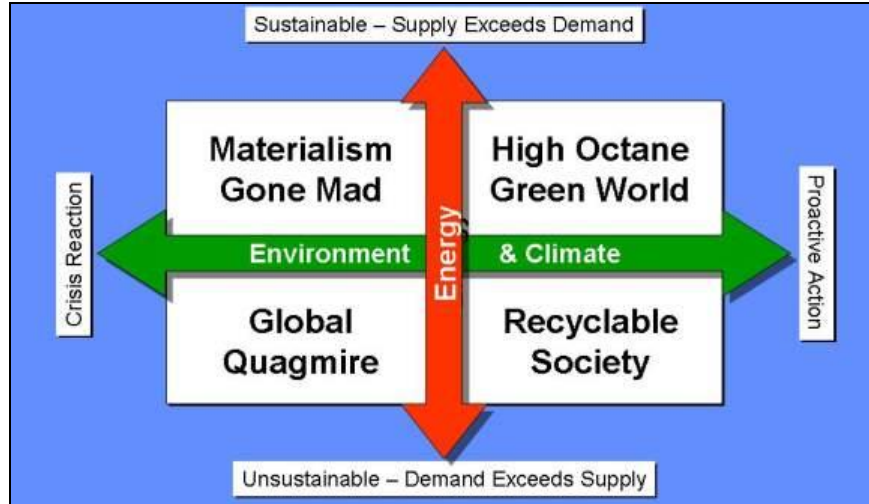 Sustainable – Supply Exceeds Demand
Materialism
Gone Mad
High Octane
Green World
Crisis Reaction
Environment
& Climate
Energy
Proactive Action
Global
Quagmire
Recyclable
Society
Unsustainable – Demand Exceeds Supply